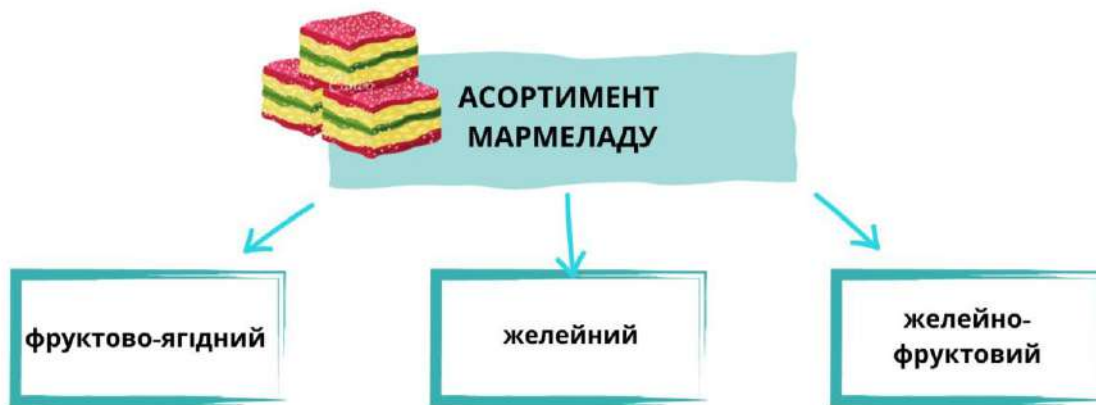 АСОРТИМЕНТ
МАРМЕЛАДУ
фруктово-ягідний
желейний
желейно-
фруктовий